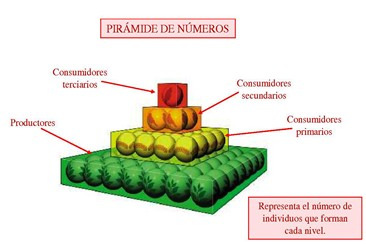 PIRÁMIDE DE NÚMEROS
Consumidores
terciarios
Consumidores
secundarios
Productores
Consumidores
primarios
Representa el número de
individuos que forman
cada nivel.